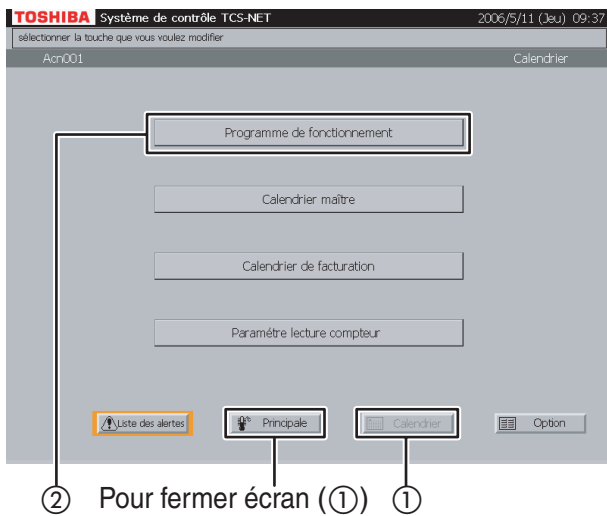 TOSHIBA Système de contrôle TCS-NET 2006/5/11 (Jeu) 09:37
sélectionner la touche que vous voulez modifier
Acn001 Calendrier
Programme de fonctionnement
Calendrier maître
Calendrier de facturation
Paramétre lecture compteur
Liste des alertes Principale Calendrier Option
② Pour fermer écran (①) ①